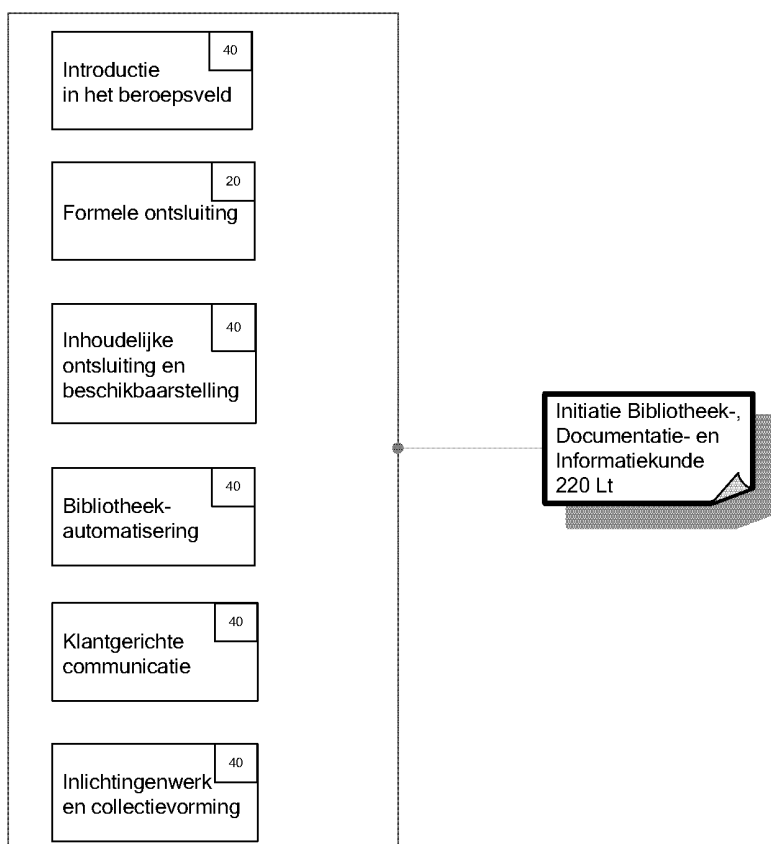 40
Introductie
in het beroepsveld
20
Formele ontsluiting
40
Inhoudelijke
ontsluiting en
beschikbaarstelling
40
Bibliotheek-
automatisering
40
Klantgerichte
communicatie
40
Inlichtingenwerk
en collectievorming
Initiatie Bibliotheek-,
Documentatie- en
Informatiekunde
220 Lt